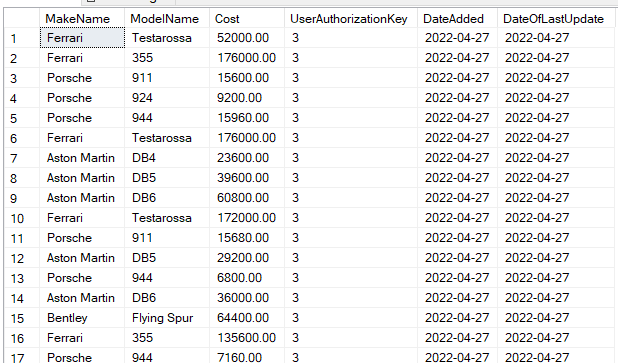 MakeName ModelName Cost UserAuthorizationKey DateAdded DateOfLastUpdate
1 Ferrari Testarossa 52000.00 3 2022-04-27 2022-04-27
2 Ferrari 355 176000.00 3 2022-04-27 2022-04-27
3 Porsche 911 15600.00 3 2022-04-27 2022-04-27
4 Porsche 924 9200.00 3 2022-04-27 2022-04-27
5 Porsche 944 15960.00 3 2022-04-27 2022-04-27
6 Ferrari Testarossa 176000.00 3 2022-04-27 2022-04-27
7 Aston Martin DB4 23600.00 3 2022-04-27 2022-04-27
8 Aston Martin DB5 39600.00 3 2022-04-27 2022-04-27
9 Aston Martin DB6 60800.00 3 2022-04-27 2022-04-27
10 Ferrari Testarossa 172000.00 3 2022-04-27 2022-04-27
11 Porsche 911 15680.00 3 2022-04-27 2022-04-27
12 Aston Martin DB5 29200.00 3 2022-04-27 2022-04-27
13 Porsche 944 6800.00 3 2022-04-27 2022-04-27
14 Aston Martin DB6 36000.00 3 2022-04-27 2022-04-27
15 Bentley Flying Spur 64400.00 3 2022-04-27 2022-04-27
16 Ferrari 355 135600.00 3 2022-04-27 2022-04-27
17 Porsche 944 7160.00 3 2022-04-27 2022-04-27